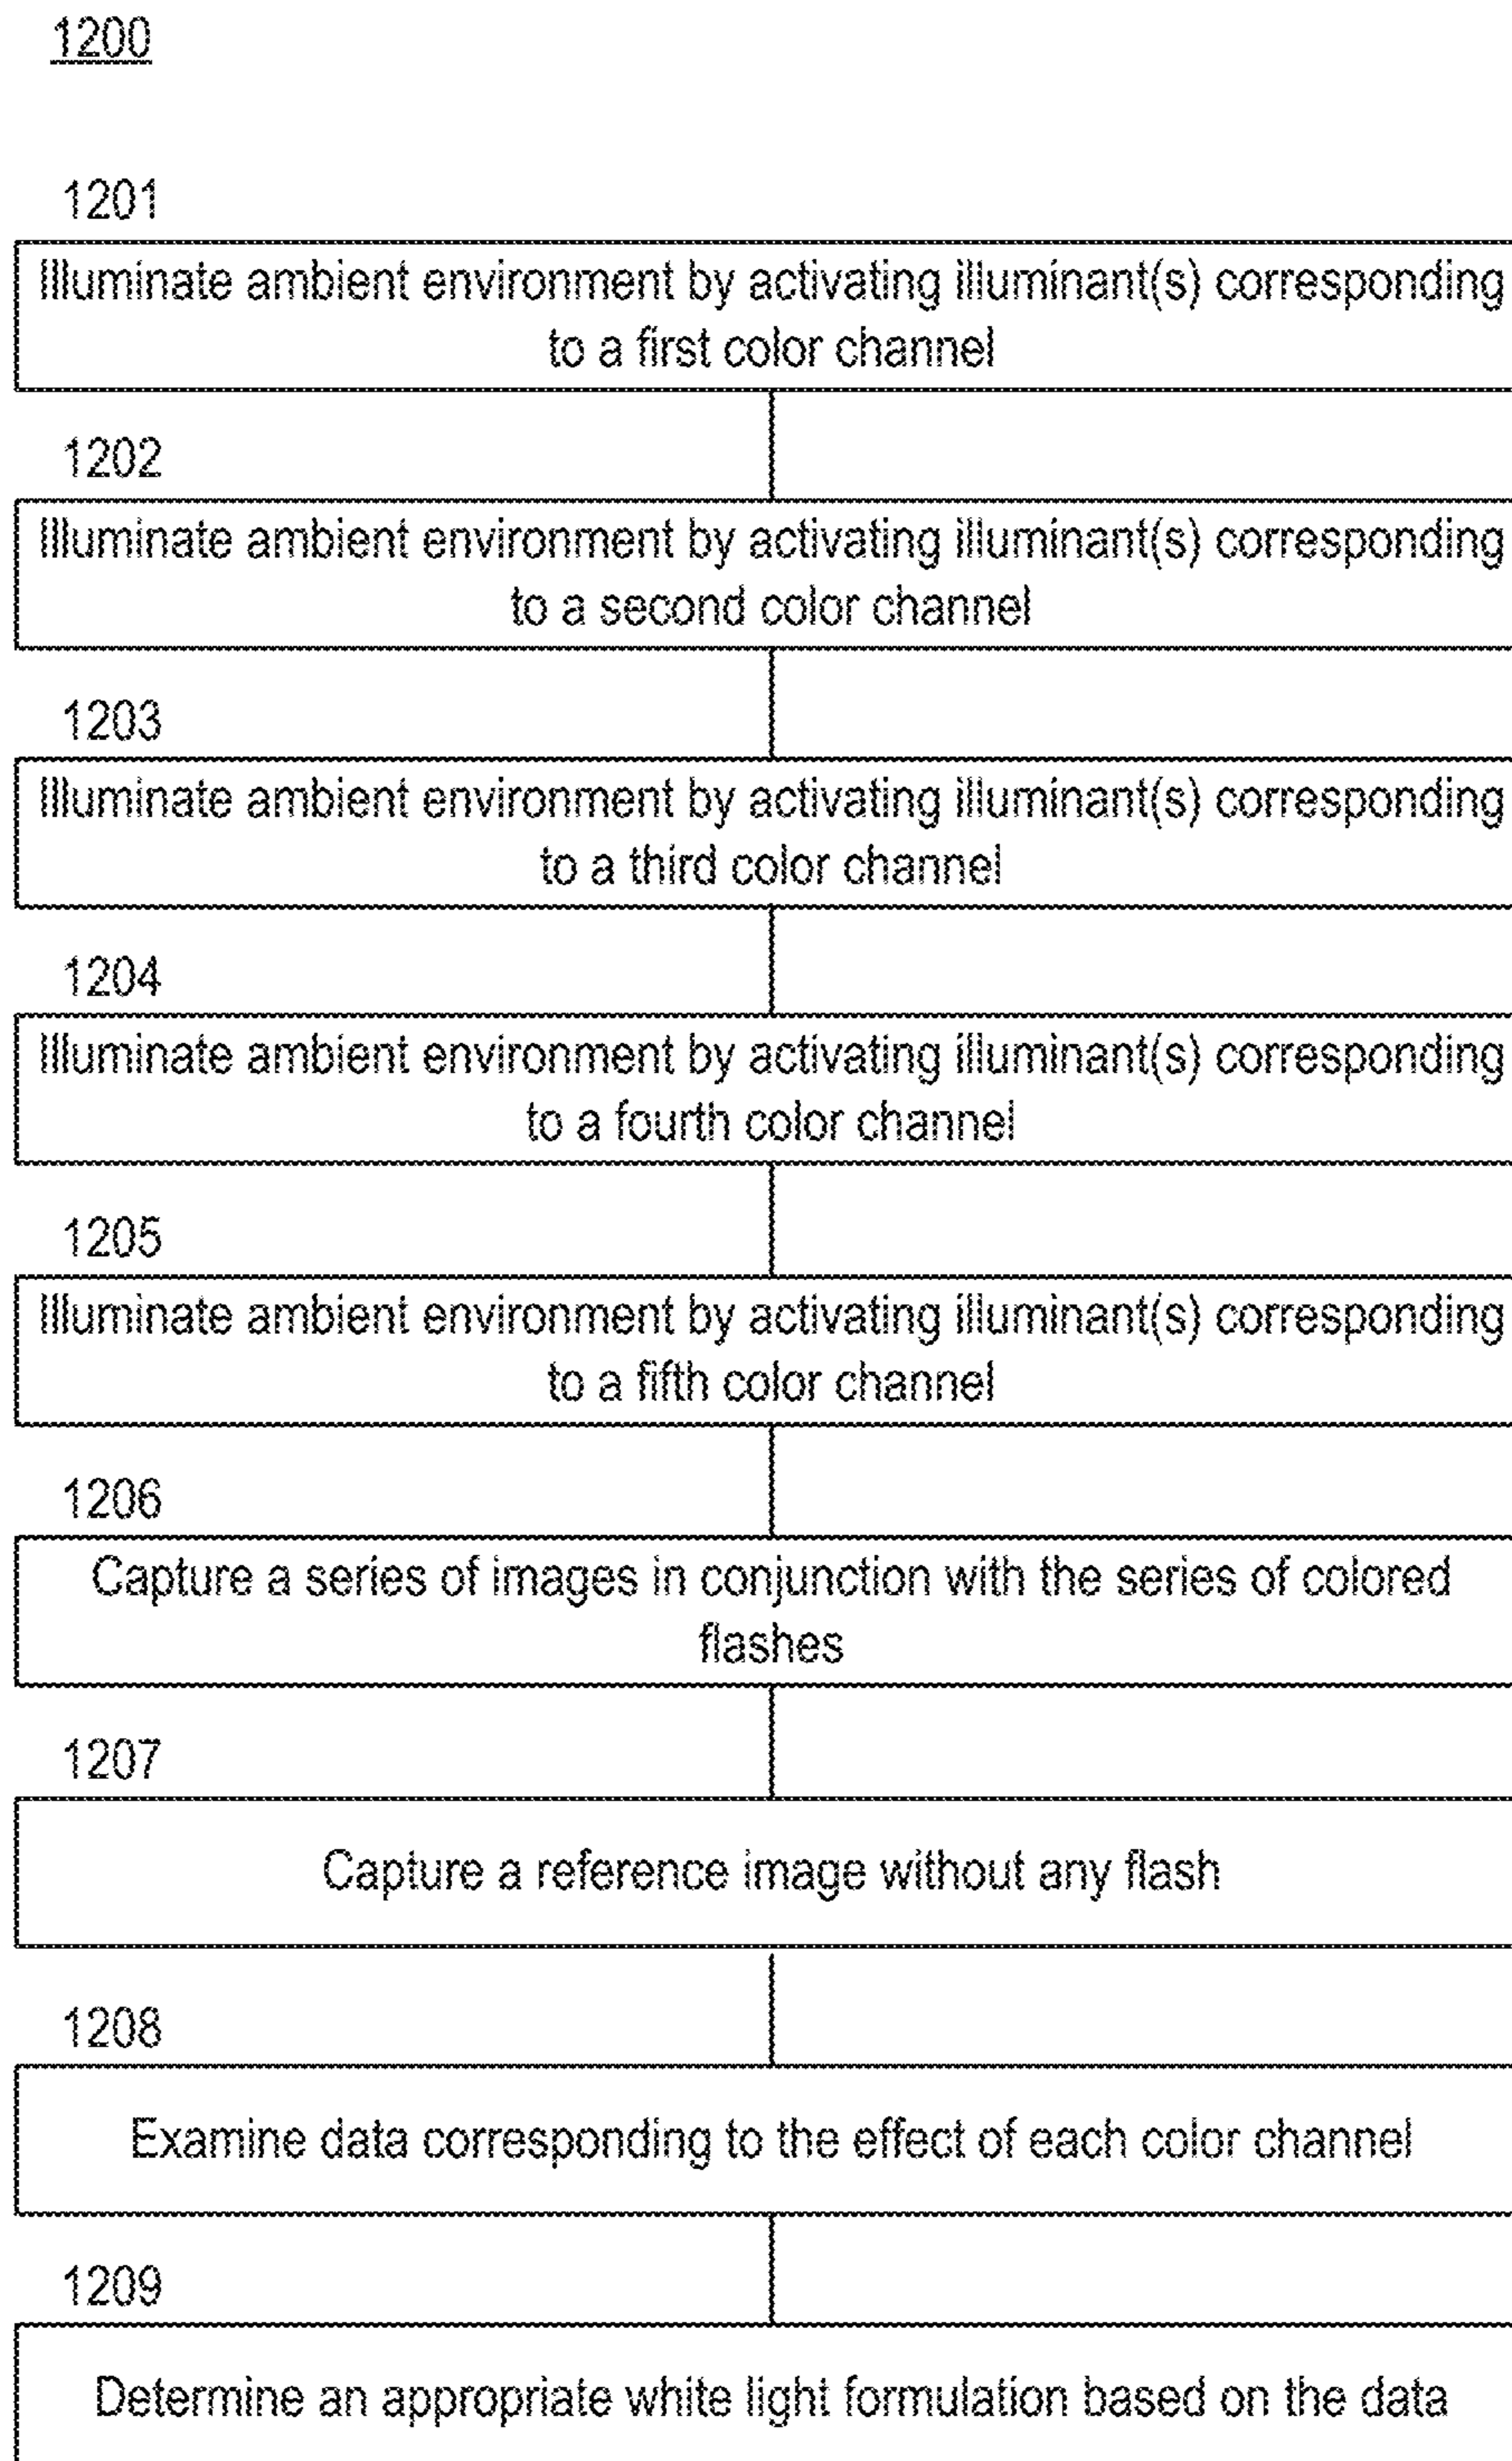 1200
1201
Illuminate ambient environment by activating illuminant(s) corresponding
to a first color channel
1202
Illuminate ambient environment by activating illuminant(s) corresponding
to a second color channel
1203
Illuminate ambient environment by activating illuminant(s) corresponding
to a third color channel
1204
Illuminate ambient environment by activating illuminant(s) corresponding
to a fourth color channel
1205
Illuminate ambient environment by activating illuminant(s) corresponding
to a fifth color channel
1206
Capture a series of images in conjunction with the series of colored
flashes
1207
Capture a reference image without any flash
1208
Examine data corresponding to the effect of each color channel
1209
Determine an appropriate white light formulation based on the data